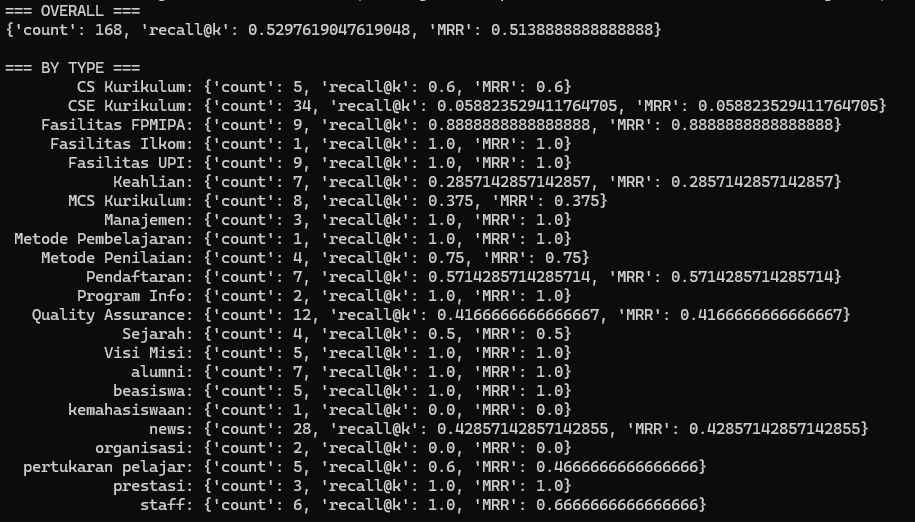 === OVERALL ===
{'count': 168, 'recall@k': 0.5297619047619048, 'MRR': 0.5138888888888888}
=== BY TYPE ===
CS Kurikulum: {'count': 5, 'recall@k': 0.6, 'MRR': 0.6}
CSE Kurikulum: {'count': 34, 'recall@k': 0.058823529411764705, 'MRR': 0.058823529411764705}
Fasilitas FPMIPA: {'count': 9, 'recall@k': 0.8888888888888888, 'MRR': 0.8888888888888888}
Fasilitas Ilkom: {'count': 1, 'recall@k': 1.0, 'MRR': 1.0}
Fasilitas UPI: {'count': 9, 'recall@k': 1.0, 'MRR': 1.0}
Keahlian: {'count': 7, 'recall@k': 0.2857142857142857, 'MRR': 0.2857142857142857}
MCS Kurikulum: {'count': 8, 'recall@k': 0.375, 'MRR': 0.375}
Manajemen: {'count': 3, 'recall@k': 1.0, 'MRR': 1.0}
Metode Pembelajaran: {'count': 1, 'recall@k': 1.0, 'MRR': 1.0}
Metode Penilaian: {'count': 4, 'recall@k': 0.75, 'MRR': 0.75}
Pendaftaran: {'count': 7, 'recall@k': 0.5714285714285714, 'MRR': 0.5714285714285714}
Program Info: {'count': 2, 'recall@k': 1.0, 'MRR': 1.0}
Quality Assurance: {'count': 12, 'recall@k': 0.4166666666666667, 'MRR': 0.4166666666666667}
Sejarah: {'count': 4, 'recall@k': 0.5, 'MRR': 0.5}
Visi Misi: {'count': 5, 'recall@k': 1.0, 'MRR': 1.0}
alumni: {'count': 7, 'recall@k': 1.0, 'MRR': 1.0}
beasiswa: {'count': 5, 'recall@k': 1.0, 'MRR': 1.0}
kemahasiswaan: {'count': 1, 'recall@k': 0.0, 'MRR': 0.0}
news: {'count': 28, 'recall@k': 0.42857142857142855, 'MRR': 0.42857142857142855}
organisasi: {'count': 2, 'recall@k': 0.0, 'MRR': 0.0}
pertukaran pelajar: {'count': 5, 'recall@k': 0.6, 'MRR': 0.4666666666666666}
prestasi: {'count': 3, 'recall@k': 1.0, 'MRR': 1.0}
staff: {'count': 6, 'recall@k': 1.0, 'MRR': 0.6666666666666666}